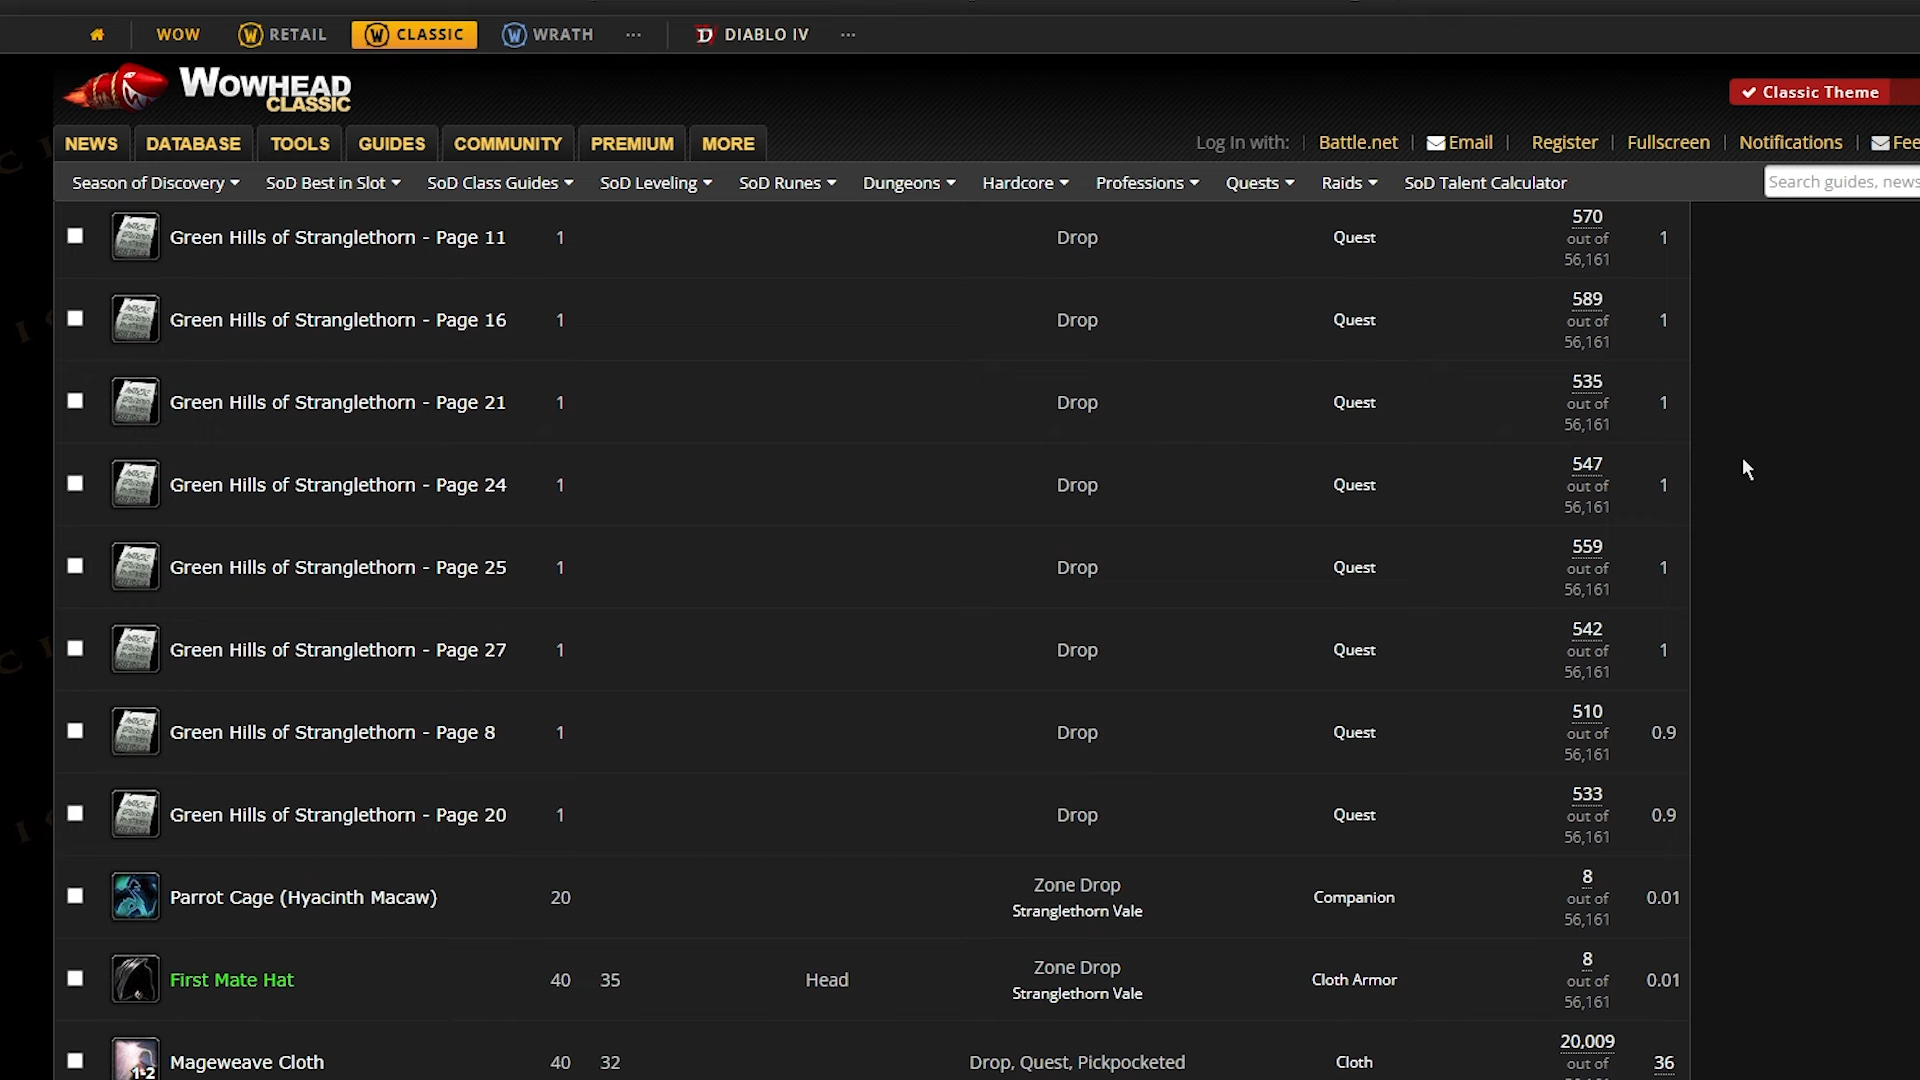 WOW RETAIL CLASSIC WRATH ... DIABLO IV ...
WOWHEAD
CLASSIC
Classic Theme
NEWS DATABASE TOOLS GUIDES COMMUNITY PREMIUM MORE Log In with: Battle.net Email Register Fullscreen Notifications Fee
Season of Discovery SoD Best in Slot SoD Class Guides SoD Leveling SoD Runes Dungeons Hardcore Professions Quests Raids SoD Talent Calculator Search guides, news
Green Hills of Stranglethorn - Page 11 1 Drop Quest 570 out of 56,161 1
Green Hills of Stranglethorn - Page 16 1 Drop Quest 589 out of 56,161 1
Green Hills of Stranglethorn - Page 21 1 Drop Quest 535 out of 56,161 1
Green Hills of Stranglethorn - Page 24 1 Drop Quest 547 out of 56,161 1
Green Hills of Stranglethorn - Page 25 1 Drop Quest 559 out of 56,161 1
Green Hills of Stranglethorn - Page 27 1 Drop Quest 542 out of 56,161 1
Green Hills of Stranglethorn - Page 8 1 Drop Quest 510 out of 56,161 0.9
Green Hills of Stranglethorn - Page 20 1 Drop Quest 533 out of 56,161 0.9
Parrot Cage (Hyacinth Macaw) 20 Zone Drop Stranglethorn Vale Companion 8 out of 56,161 0.01
First Mate Hat 40 35 Head Zone Drop Stranglethorn Vale Cloth Armor 8 out of 56,161 0.01
1-2 Mageweave Cloth 40 32 Drop, Quest, Pickpocketed Cloth 20,009 out of 36